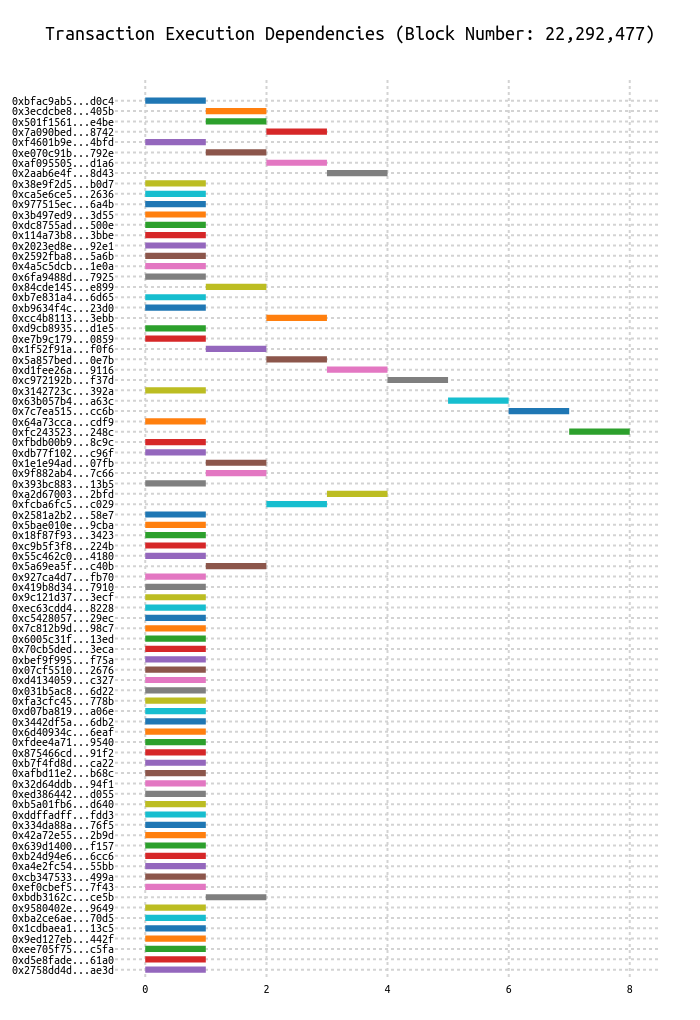 Transaction Execution Dependencies (Block Number: 22,292,477)
0xbfac9ab5...d0c4
0x3ecdcbe8...405b
0x501f1561...e4be
0x7a090bed...8742
0xf4601b9e...4bfd
0xe070c91b...792e
0xaf095505...d1a6
0x2aab6e4f...8d43
0x38e9f2d5...b0d7
0xca5e6ce5...2636
0x977515ec...6a4b
0x3b497ed9...3d55
0xdc8755ad...500e
0x114a73b8...3bbe
0x2023ed8e...92e1
0x2592fba8...5a6b
0x4a5c5dcb...1e0a
0x6fa9488d...7925
0x84cde145...e899
0xb7e831a4...6d65
0xb9634f4c...23d0
0xcc4b8113...3ebb
0xd9cb8935...d1e5
0xe7b9c179...0859
0x1f52f91a...f0f6
0x5a857bed...0e7b
0xd1fee26a...9116
0xc972192b...f37d
0x3142723c...392a
0x63b057b4...a63c
0x7c7ea515...cc6b
0x64a73cca...cdf9
0xfc243523...248c
0xfbdb00b9...8c9c
0xdb77f102...c96f
0x1e1e94ad...07fb
0x9f882ab4...7c66
0x393bc883...13b5
0xa2d67003...2bfd
0xfcba6fc5...c029
0x2581a2b2...58e7
0x5bae010e...9cba
0x18f87f93...3423
0xc9b5f3f8...224b
0x55c462c0...4180
0x5a69ea5f...c40b
0x927ca4d7...fb70
0x419b8d34...7910
0x9c121d37...3ecf
0xec63cdd4...8228
0xc5428057...29ec
0x7c812b9d...98c7
0x6005c31f...13ed
0x70cb5ded...3eca
0xbef9f995...f75a
0x07cf5510...2676
0xd4134059...c327
0x031b5ac8...6d22
0xfa3cfc45...778b
0xd07ba819...a06e
0x3442df5a...6db2
0x6d40934c...6eaf
0xfdee4a71...9540
0x875466cd...91f2
0xb7f4fd8d...ca22
0xafbd11e2...b68c
0x32d64ddb...94f1
0xed386442...d055
0xb5a01fb6...d640
0xddffadff...fdd3
0x334da88a...76f5
0x42a72e55...2b9d
0x639d1400...f157
0xb24d94e6...6cc6
0xa4e2fc54...55bb
0xcb347533...499a
0xef0cbef5...7f43
0xbdb3162c...ce5b
0x9580402e...9649
0xba2ce6ae...70d5
0x1cdbaea1...13c5
0x9ed127eb...442f
0xee705f75...c5fa
0xd5e8fade...61a0
0x2758dd4d...ae3d
0 2 4 6 8